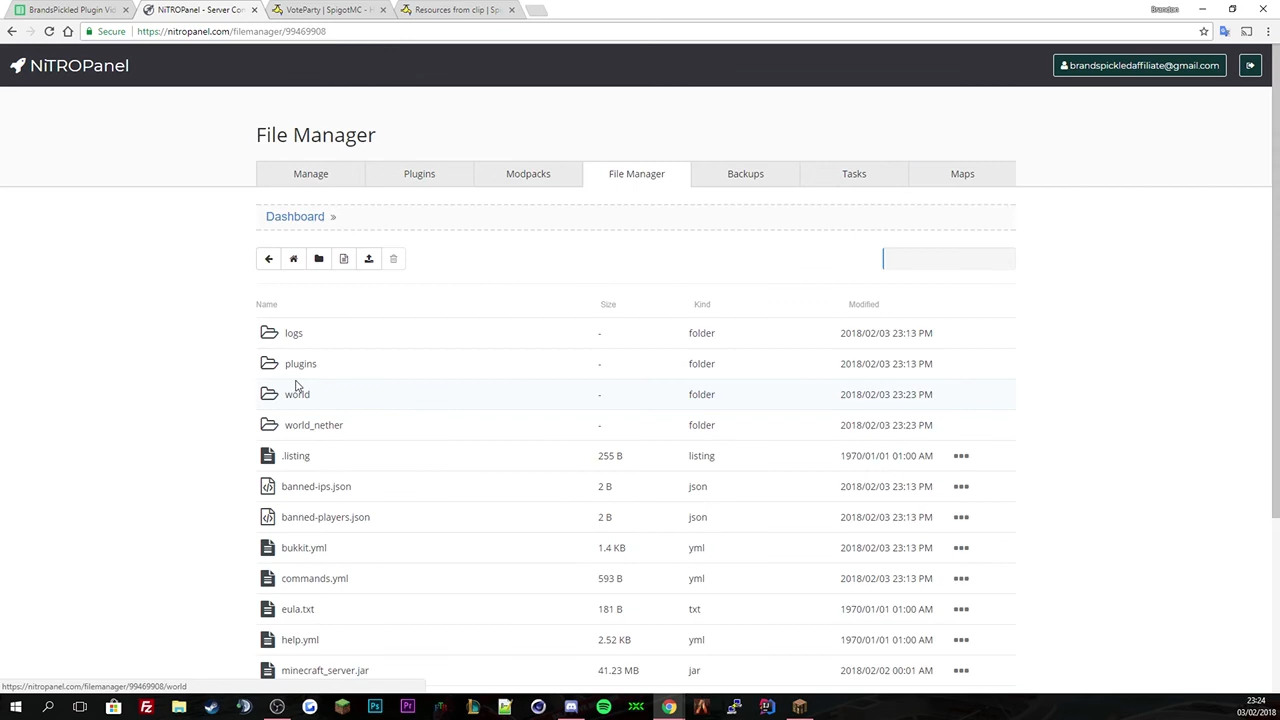 BrandsPickled Plugin Vid
NiTROPanel - Server Con
VoteParty | SpigotMC - H
Resources from clip | Spi
Brandon
Secure https://nitropanel.com/filemanager/99469908
NiTROPanel
brandspickledaffiliate@gmail.com
File Manager
Manage Plugins Modpacks File Manager Backups Tasks Maps
Dashboard »
Name Size Kind Modified
logs - folder 2018/02/03 23:13 PM
plugins - folder 2018/02/03 23:13 PM
world - folder 2018/02/03 23:23 PM
world_nether - folder 2018/02/03 23:23 PM
.listing 255 B listing 1970/01/01 01:00 AM
banned-ips.json 2 B json 2018/02/03 23:13 PM
banned-players.json 2 B json 2018/02/03 23:13 PM
bukkit.yml 1.4 KB yml 2018/02/03 23:13 PM
commands.yml 593 B yml 2018/02/03 23:13 PM
eula.txt 181 B txt 1970/01/01 01:00 AM
help.yml 2.52 KB yml 1970/01/01 01:00 AM
minecraft_server.jar 41.23 MB jar 2018/02/02 00:01 AM
https://nitropanel.com/filemanager/99469908/world
23:24
03/02/2018